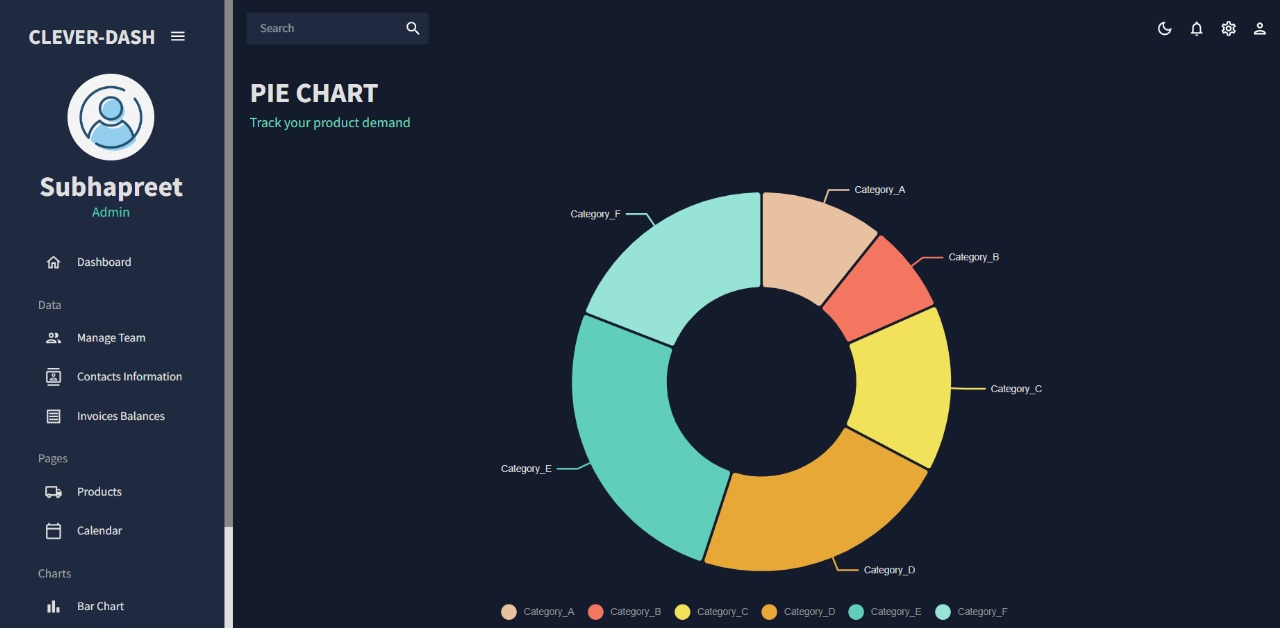 CLEVER-DASH
Subhapreet
Admin
Dashboard
Data
Manage Team
Contacts Information
Invoices Balances
Pages
Products
Calendar
Charts
Bar Chart
Search
PIE CHART
Track your product demand
Category_A
Category_F
Category_B
Category_C
Category_E
Category_D
Category_A Category_B Category_C Category_D Category_E Category_F